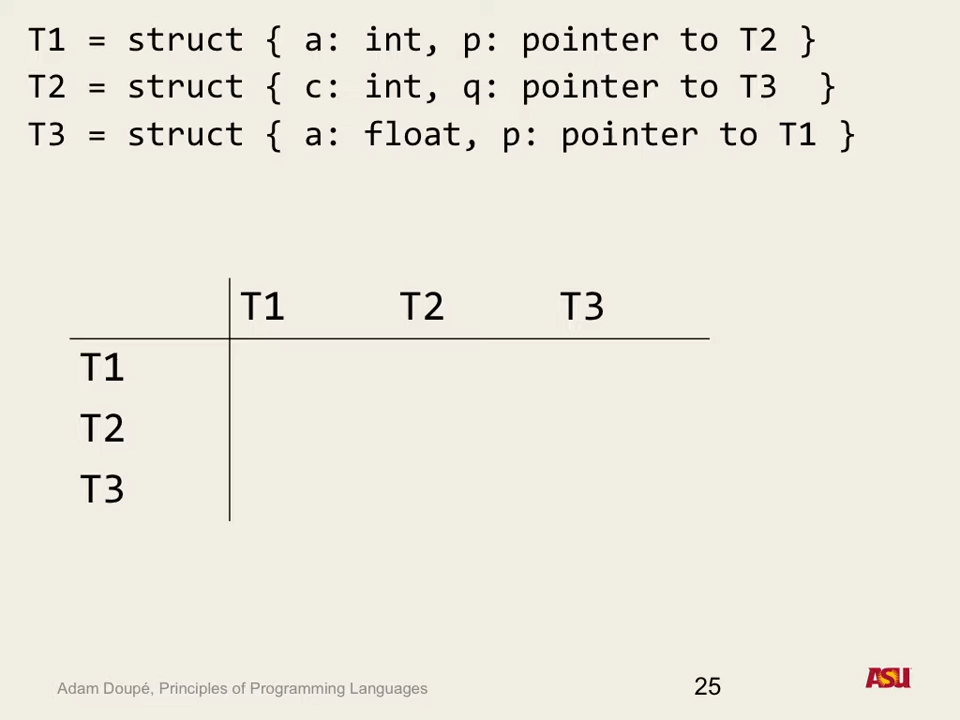 T1 = struct { a: int, p: pointer to T2 }
T2 = struct { c: int, q: pointer to T3  }
T3 = struct { a: float, p: pointer to T1 }
T1 T2 T3
T1
T2
T3
Adam Doupé, Principles of Programming Languages
25
ASU